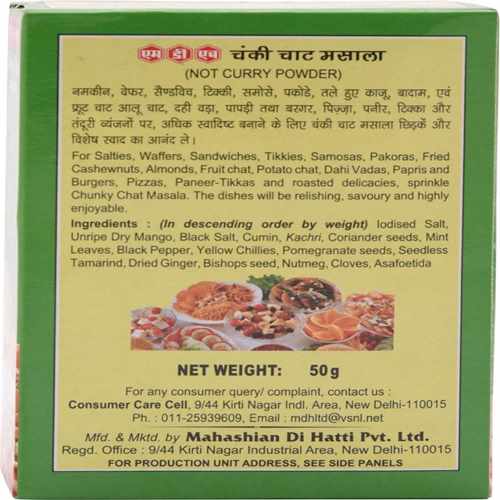 एम डी एच चंकी चाट मसाला
(NOT CURRY POWDER)
नमकीन, वेफर, सैण्डविच, टिक्की, समोसे, पकोडे, तले हुए काजू, बादाम, एवं
फ्रूट चाट आलू चाट, दही वड़ा, पापड़ी तथा बरगर, पिज़्ज़ा, पनीर, टिक्का और
तंदूरी व्यंजनों पर, अधिक स्वादिष्ट बनाने के लिए चंकी चाट मसाला छिड़कें और
विशेष स्वाद का आनंद ले।
For Salties, Waffers, Sandwiches, Tikkies, Samosas, Pakoras, Fried
Cashewnuts, Almonds, Fruit chat, Potato chat, Dahi Vadas, Papris and
Burgers, Pizzas, Paneer-Tikkas and roasted delicacies, sprinkle
Chunky Chat Masala. The dishes will be relishing, savoury and highly
enjoyable.
Ingredients : (In descending order by weight) Iodised Salt,
Unripe Dry Mango, Black Salt, Cumin, Kachri, Coriander seeds, Mint
Leaves, Black Pepper, Yellow Chillies, Pomegranate seeds, Seedless
Tamarind, Dried Ginger, Bishops seed, Nutmeg, Cloves, Asafoetida
NET WEIGHT: 50 g
For any consumer query/ complaint, contact us :
Consumer Care Cell, 9/44 Kirti Nagar Indl. Area, New Delhi-110015
Ph. : 011-25939609, Email : mdhltd@vsnl.net
Mfd. & Mktd. by Mahashian Di Hatti Pvt. Ltd.
Regd. Office : 9/44 Kirti Nagar Industrial Area, New Delhi-110015
FOR PRODUCTION UNIT ADDRESS, SEE SIDE PANELS